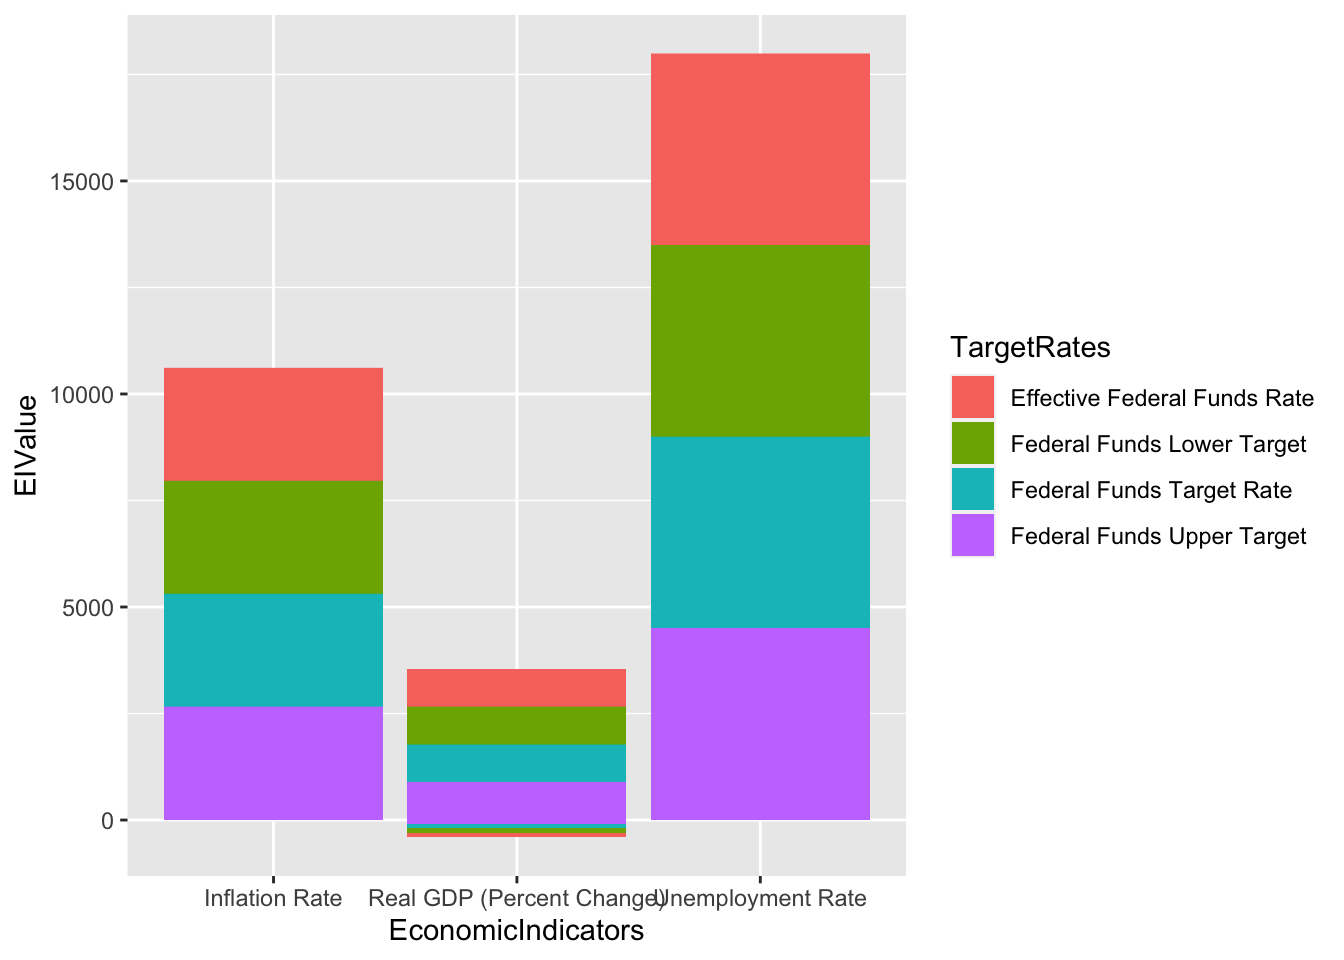 15000
10000
5000
0
EIValue
Inflation Rate
Real GDP (Percent Change)
Unemployment Rate
EconomicIndicators
TargetRates
Effective Federal Funds Rate
Federal Funds Lower Target
Federal Funds Target Rate
Federal Funds Upper Target